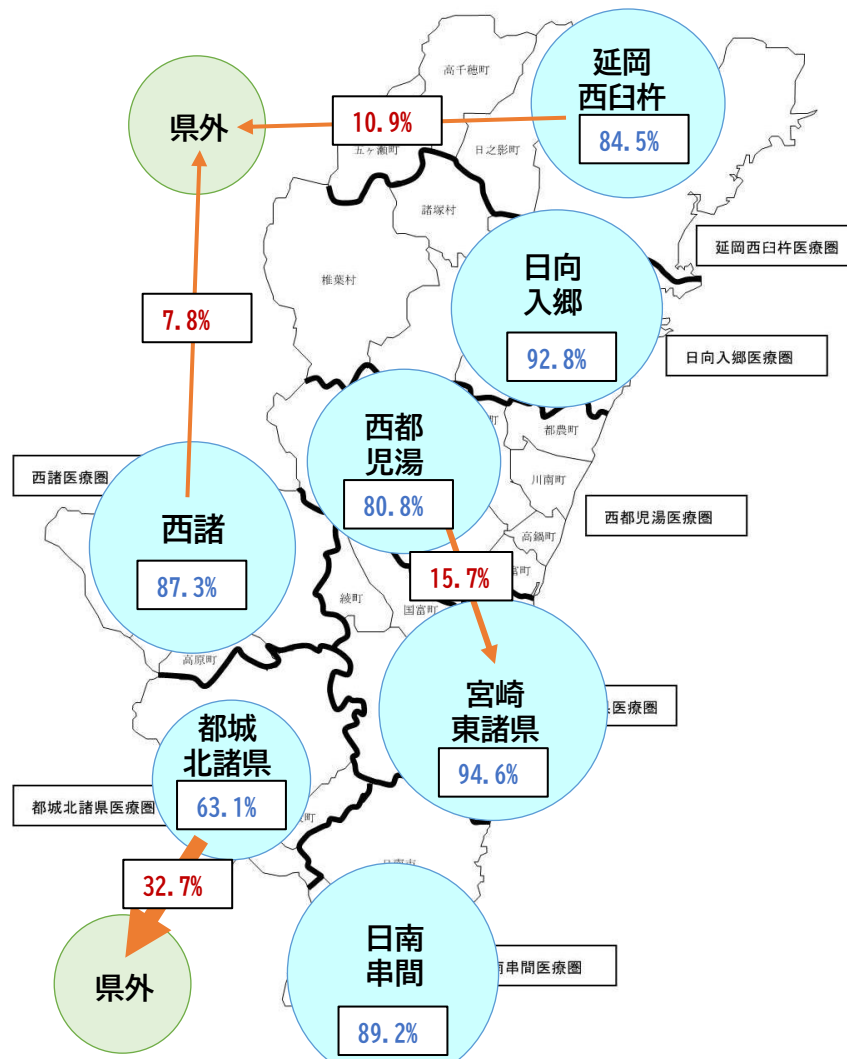 高千穂町
延岡
西臼杵
84.5%
県外
10.9%
五ヶ瀬町
日之影町
諸塚村
延岡西臼杵医療圏
椎葉村
日向
入郷
92.8%
7.8%
日向入郷医療圏
西都
児湯
80.8%
町
都農町
川南町
西諸医療圏
西都児湯医療圏
西諸
87.3%
高鍋町
15.7%
富町
綾町
国富町
高原町
宮崎
東諸県
94.6%
医療圏
都城
北諸県
63.1%
都城北諸県医療圏
町
32.7%
県外
日南
串間
89.2%
串間医療圏